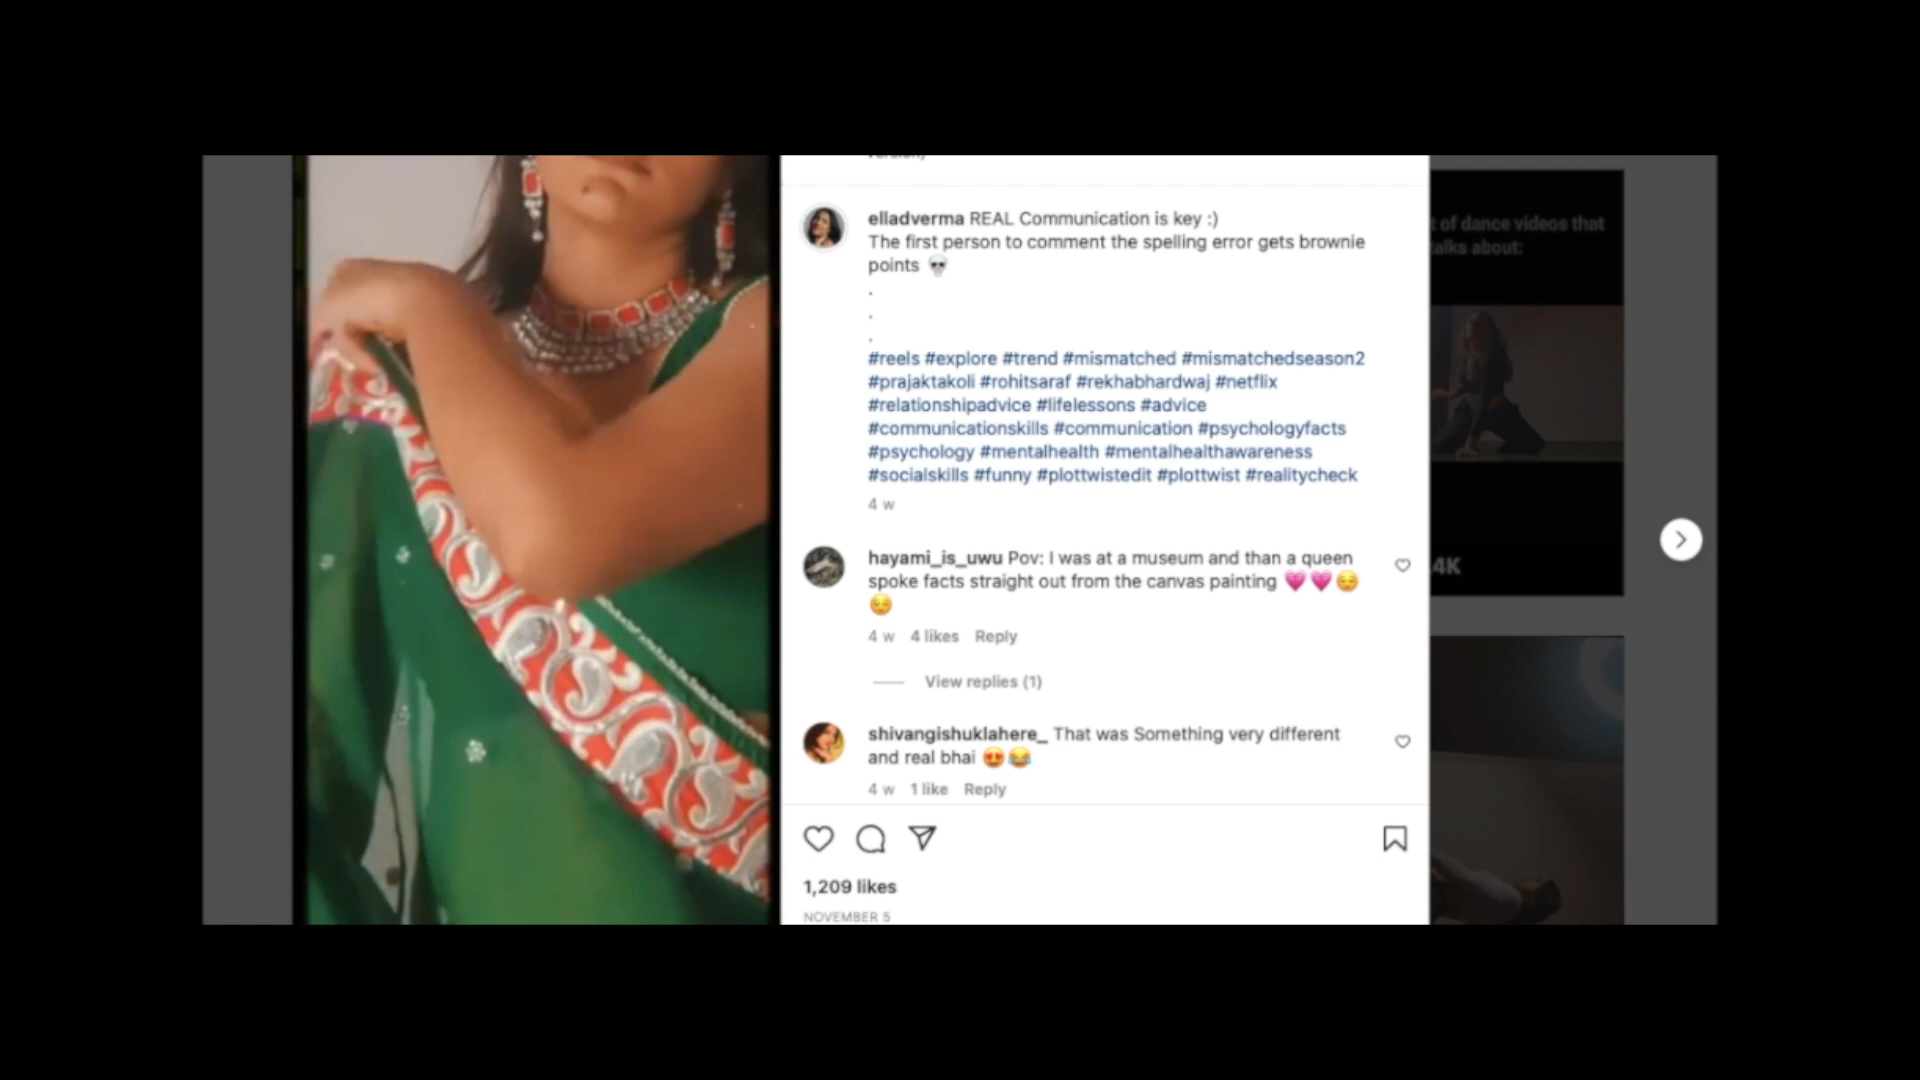 elladverma REAL Communication is key :)
The first person to comment the spelling error gets brownie
points 💀
.
.
.
#reels #explore #trend #mismatched #mismatchedseason2
#prajaktakoli #rohitsaraf #rekhabhardwaj #netflix
#relationshipadvice #lifelessons #advice
#communicationskills #communication #psychologyfacts
#psychology #mentalhealth #mentalhealthawareness
#socialskills #funny #plottwistedit #plottwist #realitycheck
4 w
hayami_is_uwu Pov: I was at a museum and than a queen
spoke facts straight out from the canvas painting 💗💗😌
😌
4 w 4 likes Reply
View replies (1)
shivangishuklahere_ That was Something very different
and real bhai 😍😂
4 w 1 like Reply
1,209 likes
NOVEMBER 5
of dance videos that
talks about:
4K